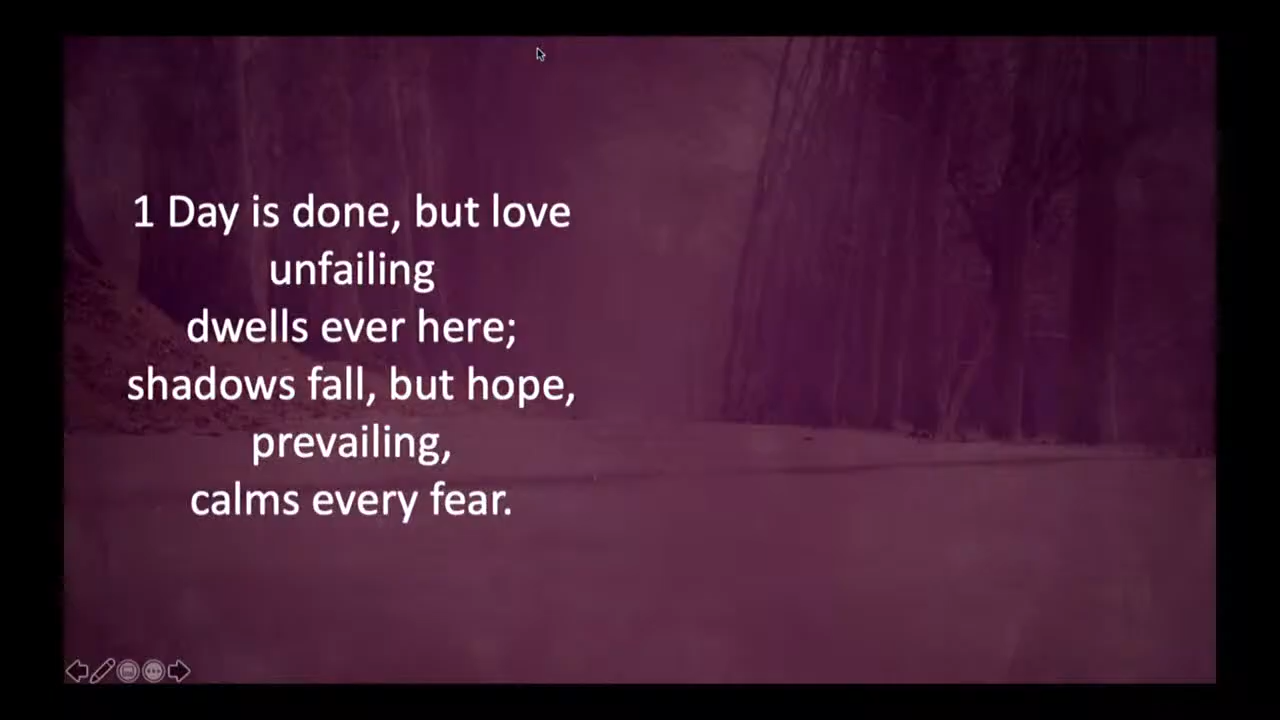 1 Day is done, but love
unfailing
dwells ever here;
shadows fall, but hope,
prevailing,
calms every fear.